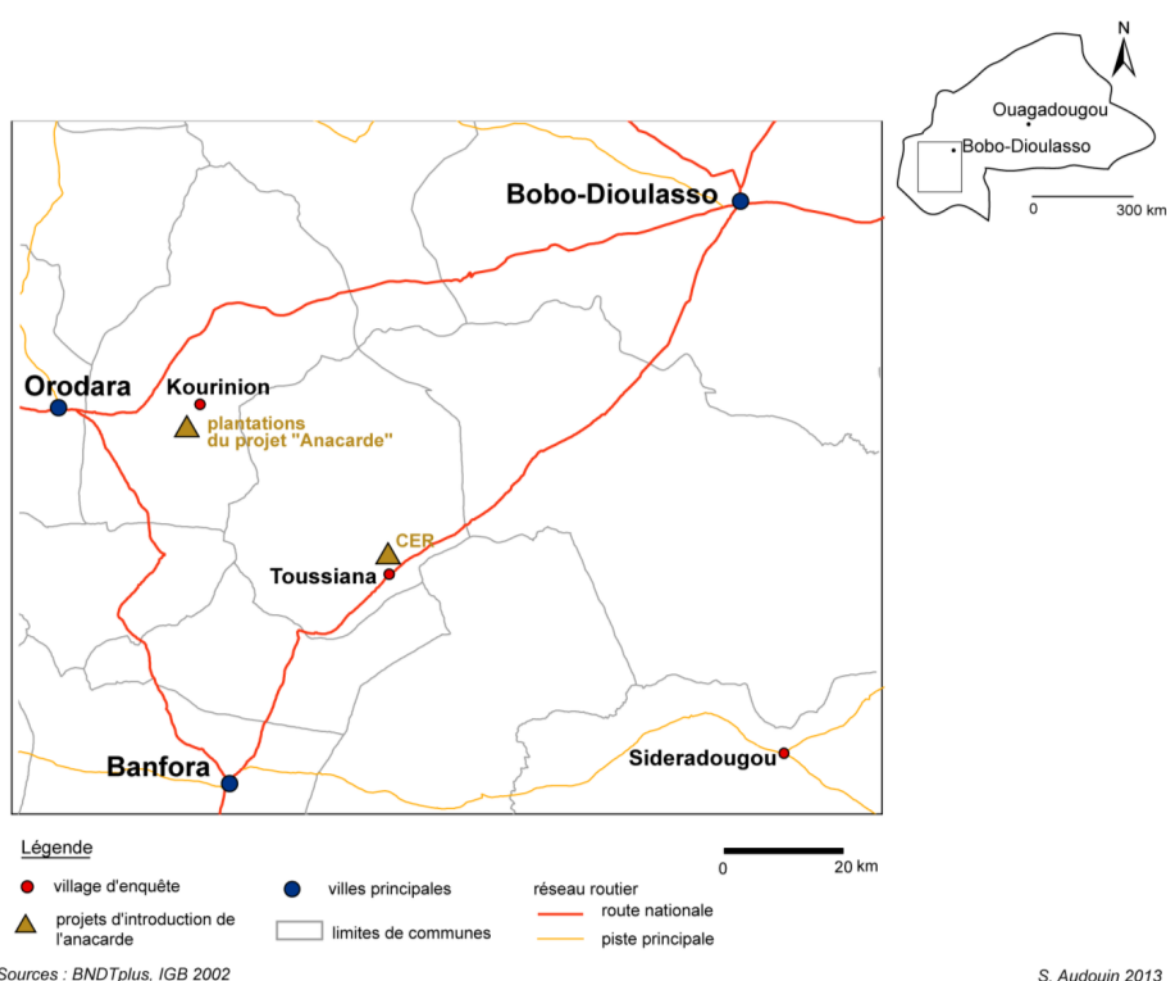 N
Ouagadougou
Bobo-Dioulasso
0 300 km
Bobo-Dioulasso
Orodara
Kourinion
plantations
du projet "Anacarde"
CER
Toussiana
Sideradougou
Banfora
Légende
0 20 km
village d'enquête
villes principales
réseau routier
route nationale
projets d'introduction de
l'anacarde
limites de communes
piste principale
Sources : BNDTplus, IGB 2002
S. Audouin 2013